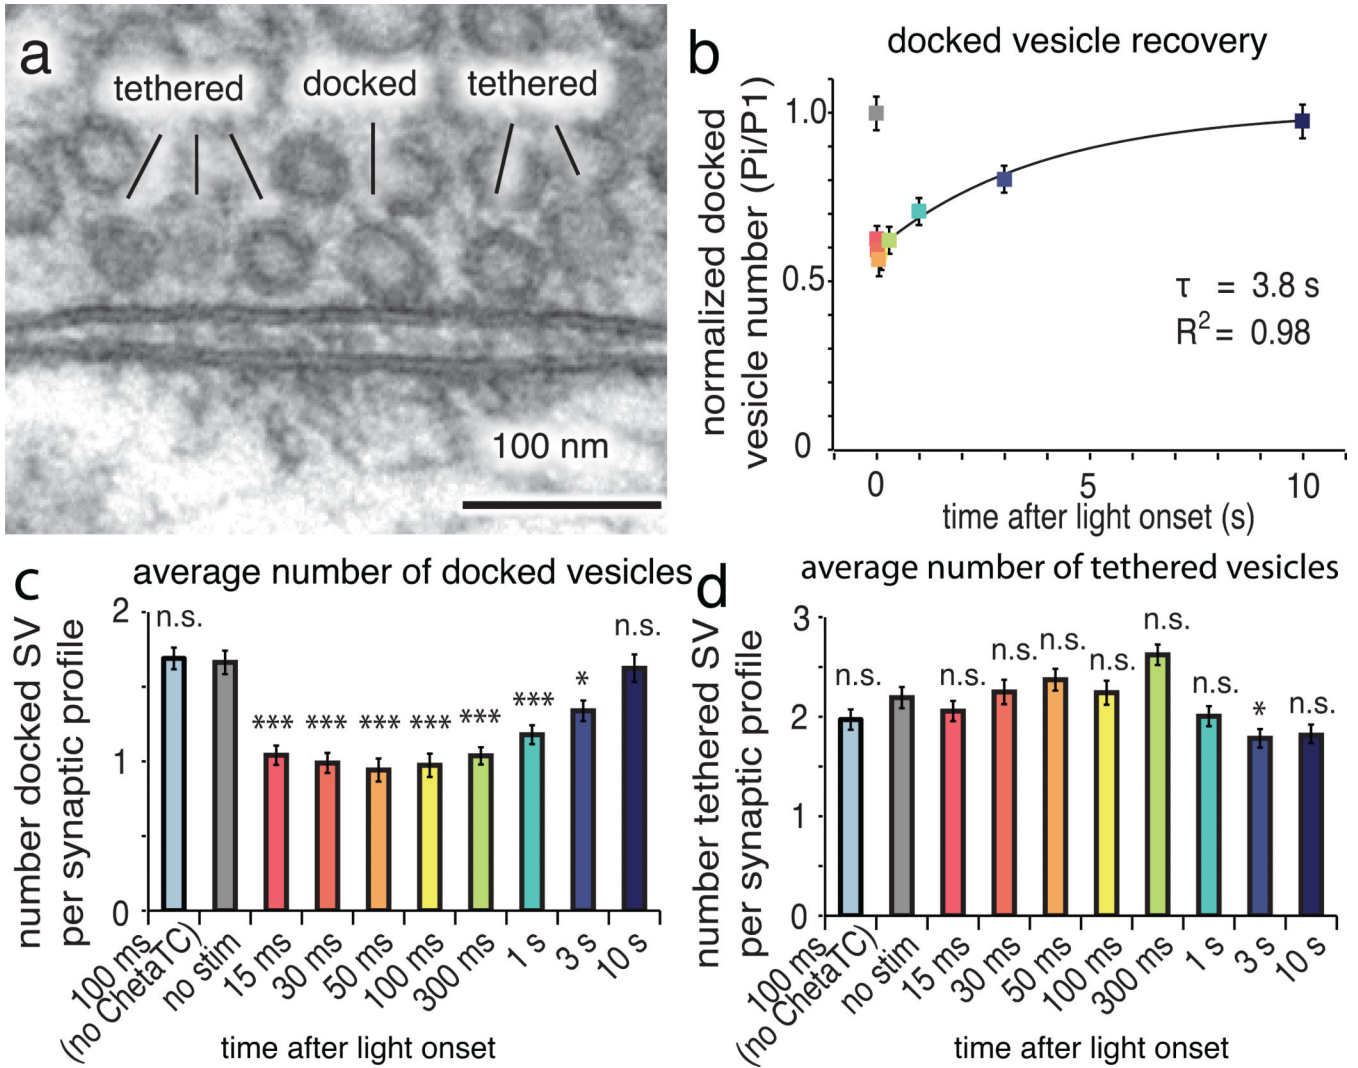 a
tethered
docked
tethered
100 nm
b
docked vesicle recovery
normalized docked
vesicle number (Pi/P1)
1.0
0.5
0
τ = 3.8 s
R2 = 0.98
0 5 10
time after light onset (s)
c
average number of docked vesicles
number docked SV
per synaptic profile
2
1
0
n.s.
***
***
***
***
***
***
*
n.s.
100 ms
(no ChetaTC)
no stim
15 ms
30 ms
50 ms
100 ms
300 ms
1 s
3 s
10 s
time after light onset
d
average number of tethered vesicles
number tethered SV
per synaptic profile
3
2
1
0
n.s.
n.s.
n.s.
n.s.
n.s.
n.s.
n.s.
*
n.s.
100 ms
(no ChetaTC)
no stim
15 ms
30 ms
50 ms
100 ms
300 ms
1 s
3 s
10 s
time after light onset